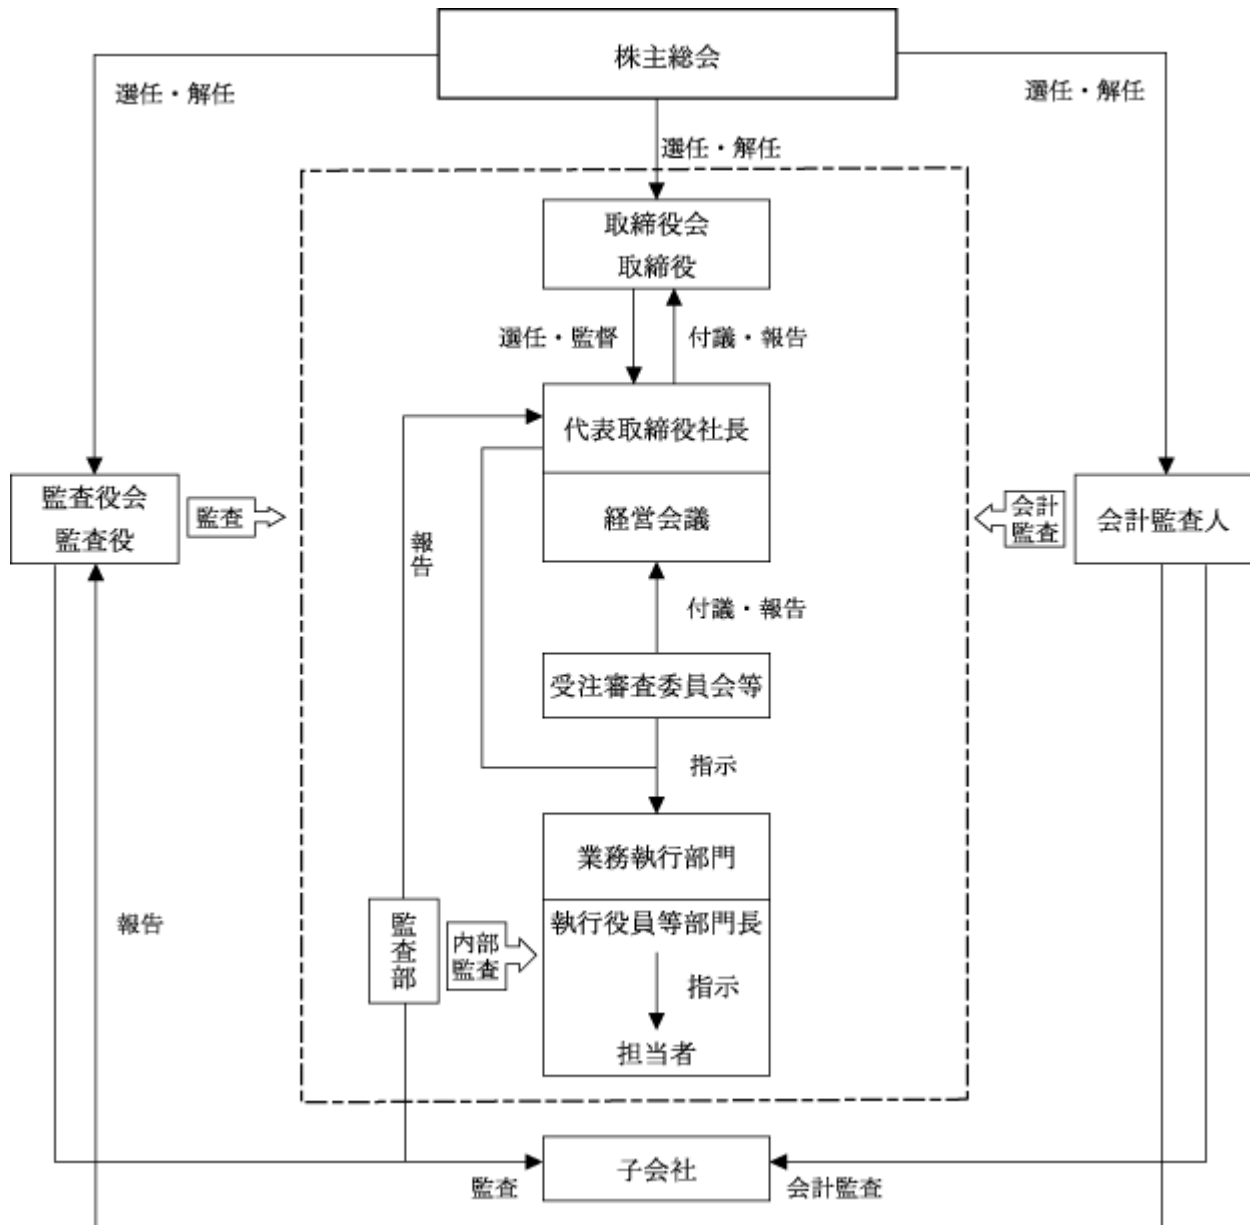 株主総会
選任・解任
選任・解任
選任・解任
取締役会
取締役
選任・監督
付議・報告
代表取締役社長
経営会議
監査役会
監査役
監査
会計
監査
会計監査人
報告
付議・報告
受注審査委員会等
指示
業務執行部門
執行役員等部門長
指示
担当者
監査部
内部
監査
報告
子会社
監査
会計監査